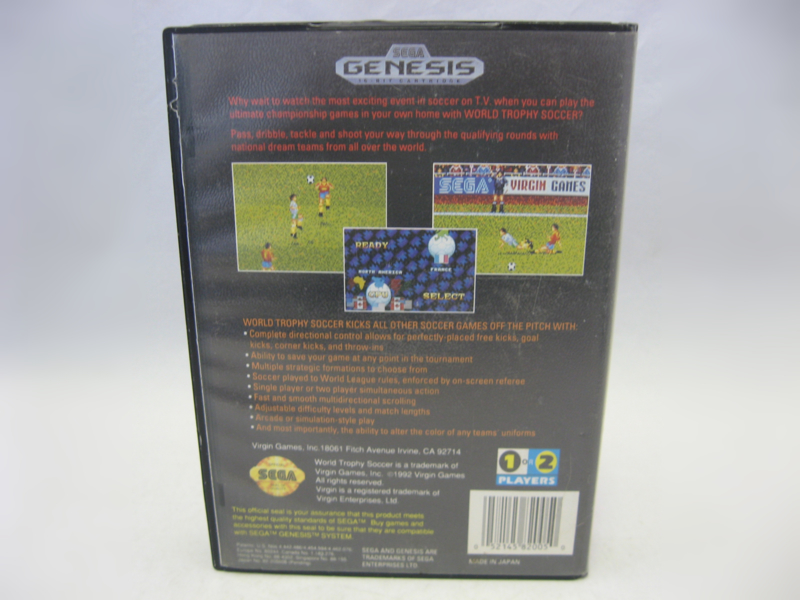 SEGA
GENESIS
16-BIT CARTRIDGE
Why wait to watch the most exciting event in soccer on T.V. when you can play the
ultimate championship games in your own home with WORLD TROPHY SOCCER?
Pass, dribble, tackle and shoot your way through the qualifying rounds with
national dream teams from all over the world.
SEGA VIRGIN GAMES
READY
NORTH AMERICA FRANCE
CPU
SELECT
WORLD TROPHY SOCCER KICKS ALL OTHER SOCCER GAMES OFF THE PITCH WITH:
• Complete directional control allows for perfectly-placed free kicks, goal
kicks, corner kicks, and throw-ins
• Ability to save your game at any point in the tournament
• Multiple strategic formations to choose from
• Soccer played to World League rules, enforced by on-screen referee
• Single player or two player simultaneous action
• Fast and smooth multidirectional scrolling
• Adjustable difficulty levels and match lengths
• Arcade or simulation-style play
• And most importantly, the ability to alter the color of any teams' uniforms
Virgin Games, Inc. 18061 Fitch Avenue Irvine, CA 92714
SEGA
World Trophy Soccer is a trademark of
Virgin Games, Inc. ©1992 Virgin Games
All rights reserved.
Virgin is a registered trademark of
Virgin Enterprises, Ltd.
1 OR 2
PLAYERS
This official seal is your assurance that this product meets
the highest quality standards of SEGA™. Buy games and
accessories with this seal to be sure that they are compatible
with SEGA™ GENESIS™ SYSTEM.
SEGA AND GENESIS ARE
TRADEMARKS OF SEGA
ENTERPRISES LTD.
52145 82005
MADE IN JAPAN